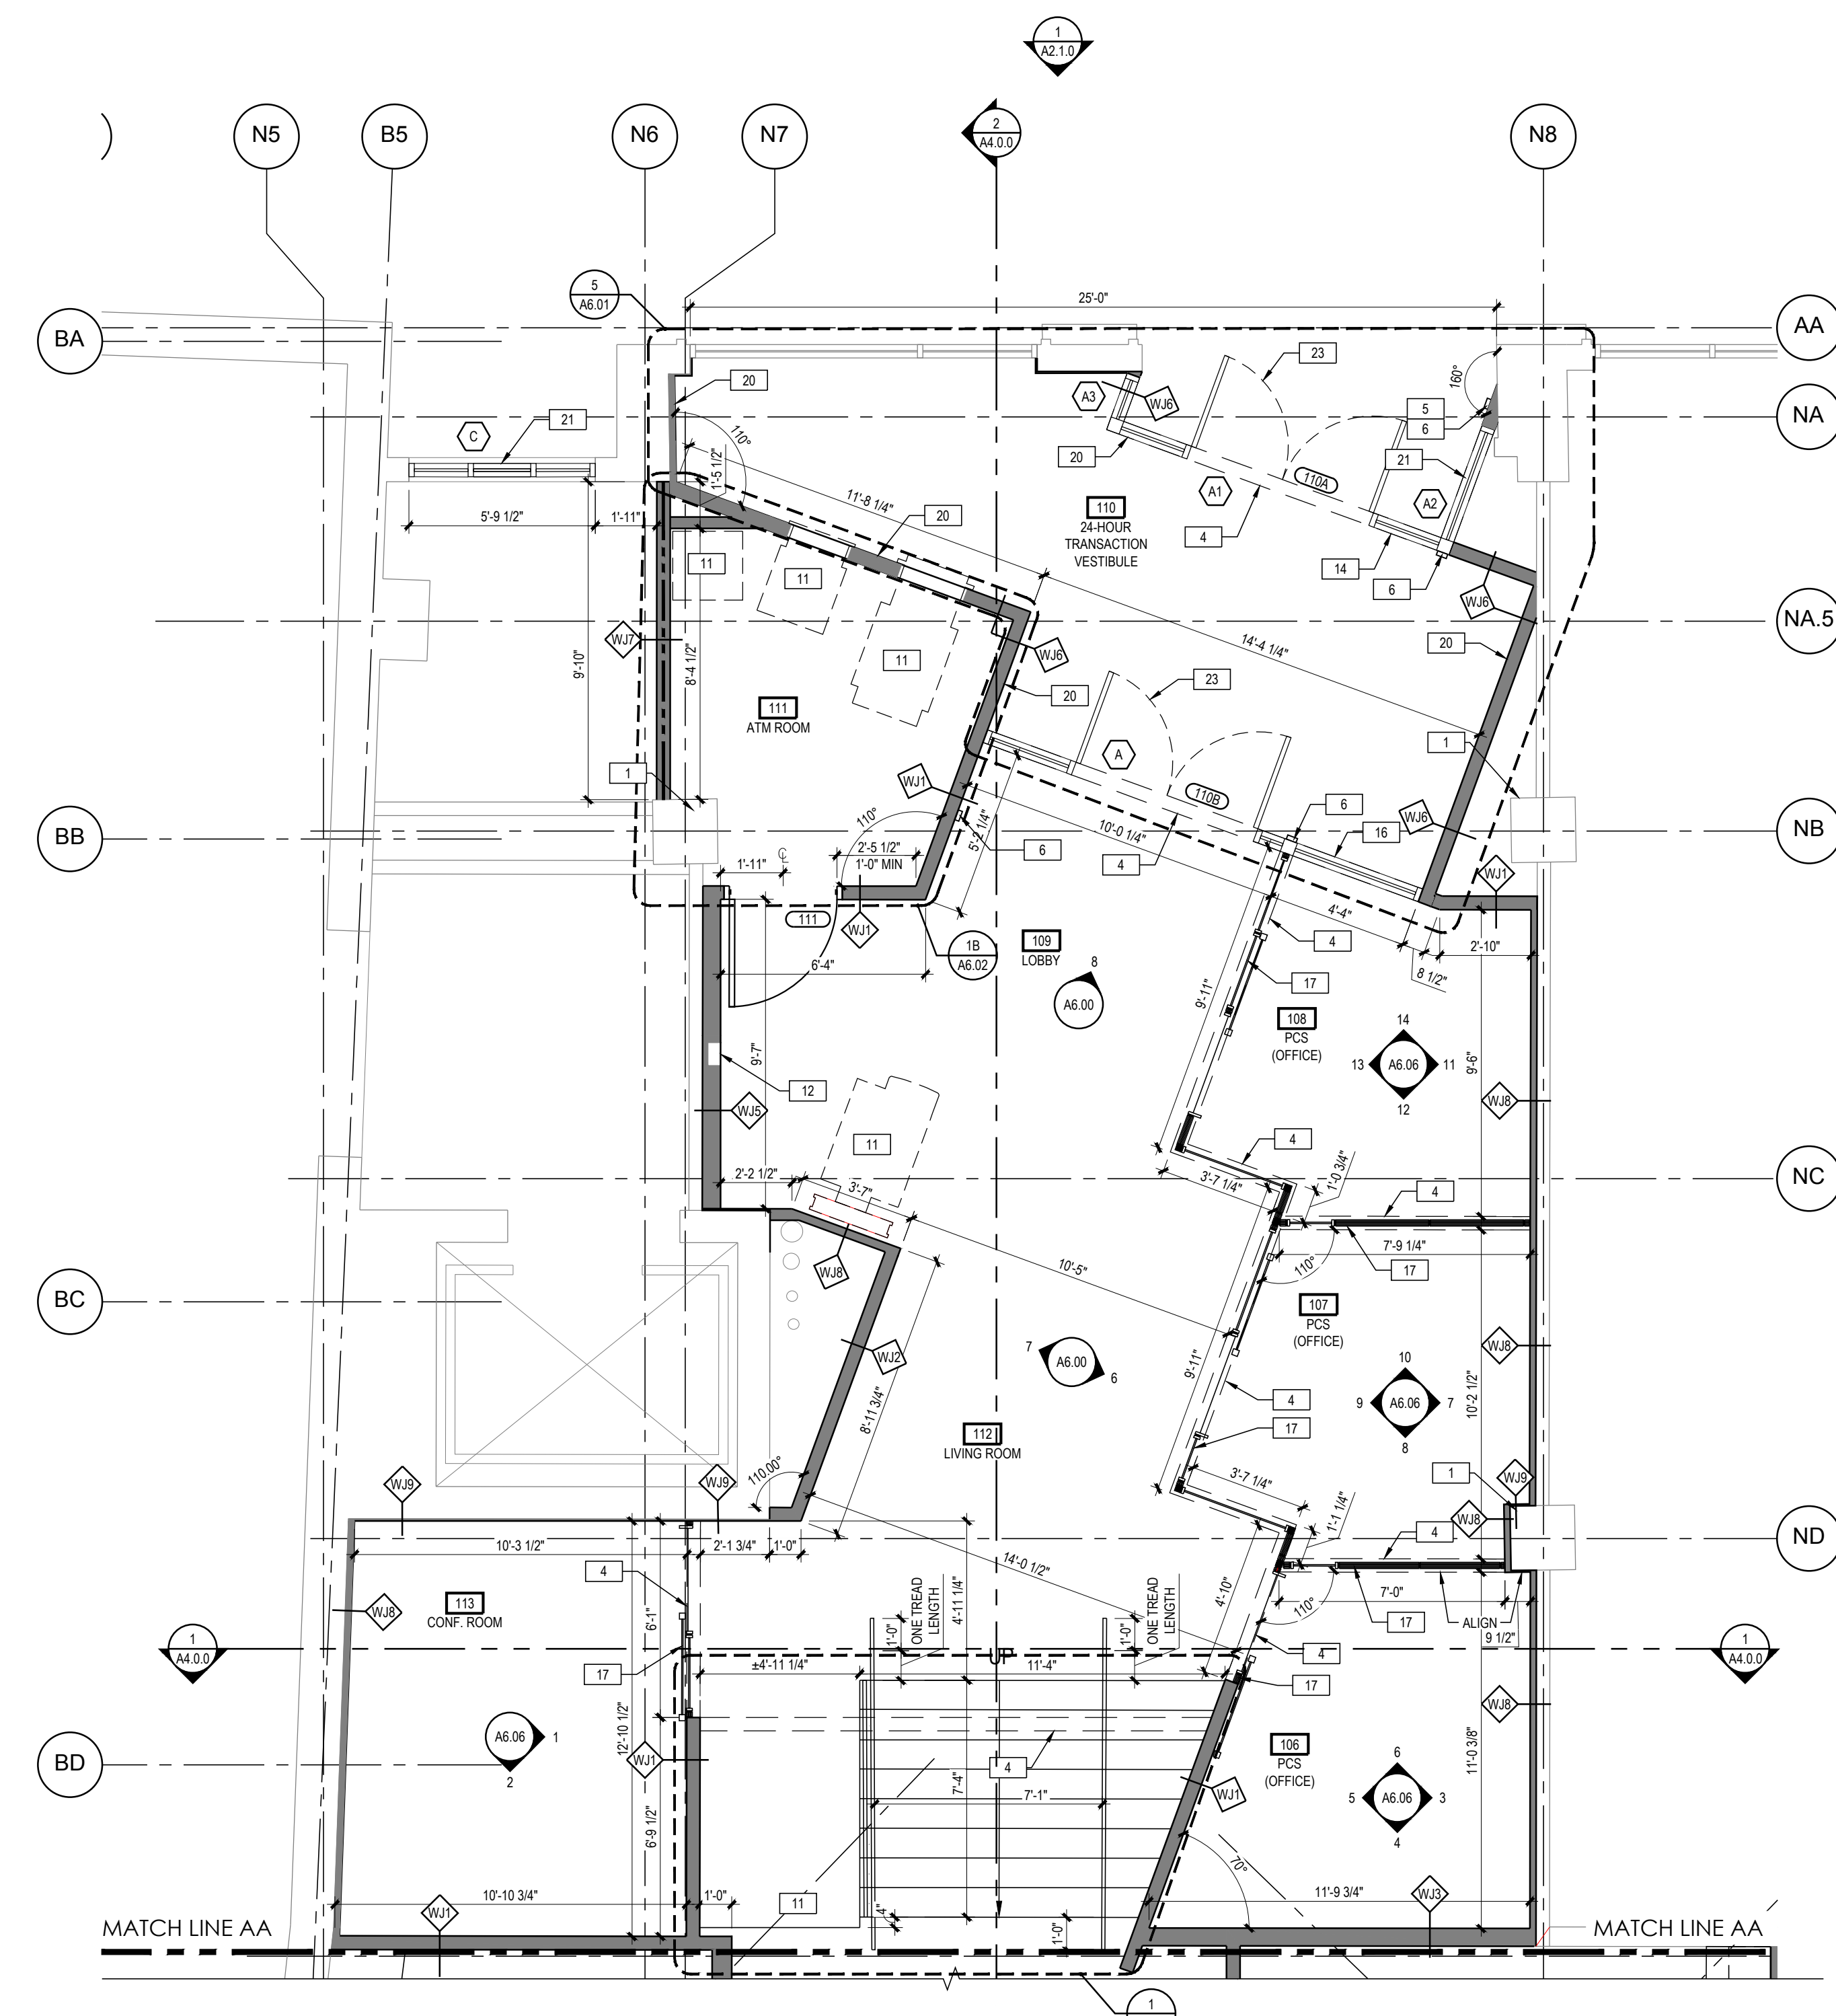 1
A2.1.0
N5
B5
N6
N7
2
A4.0.0
N8
5
A6.01
25'-0"
BA
AA
23
20
A3
WJ6
160°
5
6
NA
21
C
110°
1'-5 1/2"
20
21
110A
A1
A2
11'-8 1/4"
5'-9 1/2"
1'-11"
20
110
24-HOUR
TRANSACTION
VESTIBULE
4
14
11
11
6
WJ6
NA.5
WJ7
9'-10"
8'-4 1/2"
11
WJ6
14'-4 1/4"
20
23
20
111
ATM ROOM
1
A
1
110B
WJ1
6
WJ6
BB
NB
110°
10'-0 1/4"
16
5'-2 1/4"
2'-5 1/2"
1'-0" MIN
6
4
1'-11"
℄
WJ1
111
WJ1
4'-4"
4
2'-10"
1B
A6.02
109
LOBBY
8
6'-4"
8 1/2"
17
A6.00
9'-11"
108
PCS
(OFFICE)
14
13
A6.06
11
12
9'-6"
9'-7"
12
WJ5
WJ8
11
4
2'-2 1/2"
3'-7"
3'-7 1/4"
1'-0 3/4"
4
NC
7'-9 1/4"
WJ8
10'-5"
110°
17
BC
107
PCS
(OFFICE)
WJ2
7
A6.00
6
9'-11"
WJ8
10
9
A6.06
7
8
10'-2 1/2"
4
8'-11 3/4"
17
112
LIVING ROOM
110.00°
WJ9
WJ9
3'-7 1/4"
1
WJ9
WJ8
1'-1 1/4"
4
ND
10'-3 1/2"
2'-1 3/4"
1'-0"
14'-0 1/2"
4
113
CONF. ROOM
WJ8
6'-1"
ONE TREAD
LENGTH
1'-0"
4'-11 1/4"
ONE TREAD
LENGTH
1'-0"
4'-10"
110°
7'-0"
17
ALIGN
9 1/2"
1
A4.0.0
UP
4
1
A4.0.0
17
±4'-11 1/4"
11'-4"
17
WJ8
12'-10 1/2"
A6.06
1
2
WJ1
106
PCS
(OFFICE)
11'-0 3/8"
BD
4
7'-4"
7'-1"
WJ1
6
5
A6.06
3
4
6'-9 1/2"
70°
10'-10 3/4"
1'-0"
11
11'-9 3/4"
WJ3
WJ1
4"
1'-0"
MATCH LINE AA
MATCH LINE AA
1